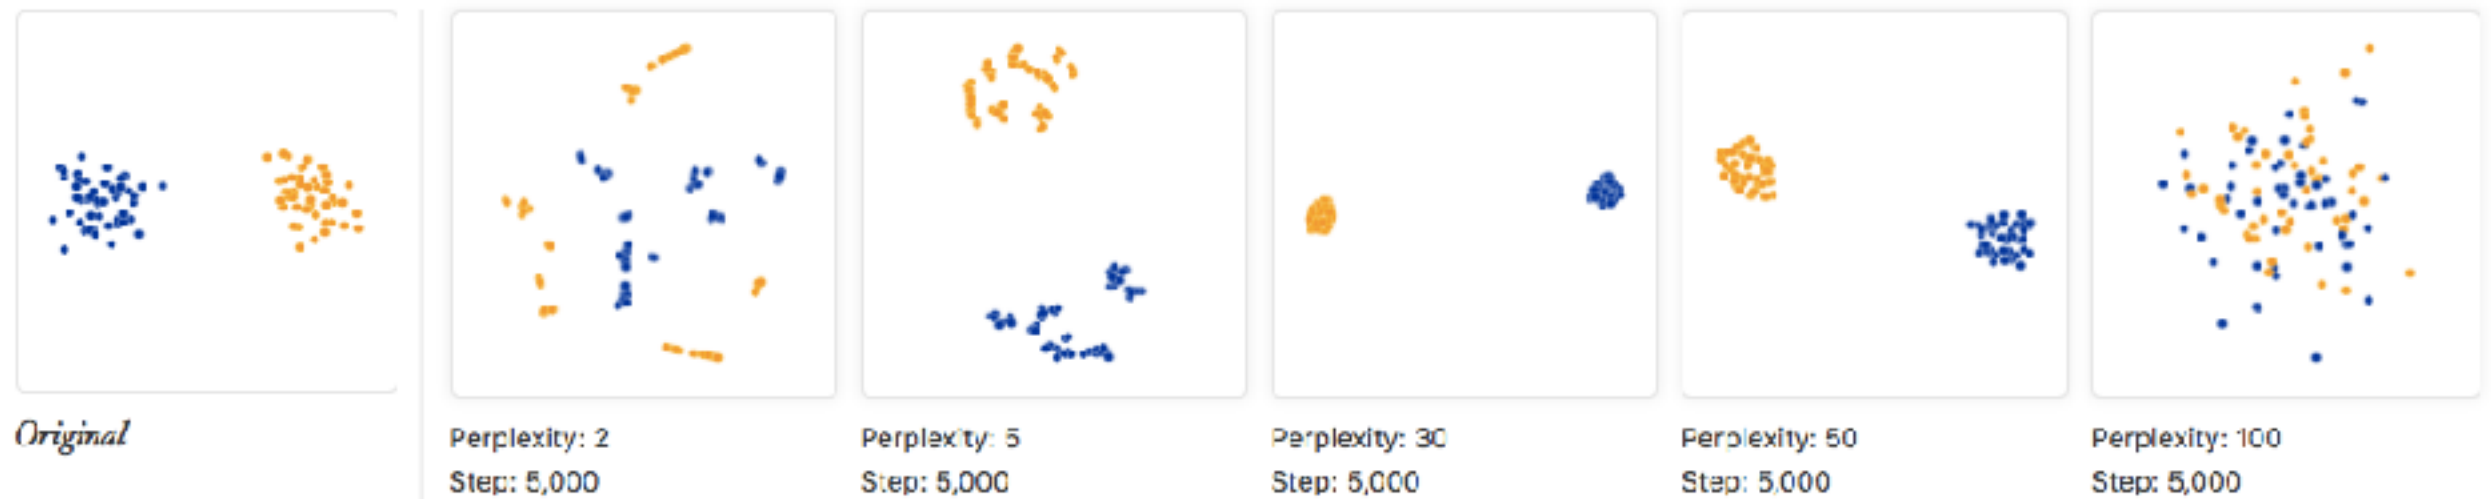 Original
Perplexity: 2
Step: 5,000
Perplexity: 5
Step: 5,000
Perplexity: 30
Step: 5,000
Perplexity: 50
Step: 5,000
Perplexity: 100
Step: 5,000